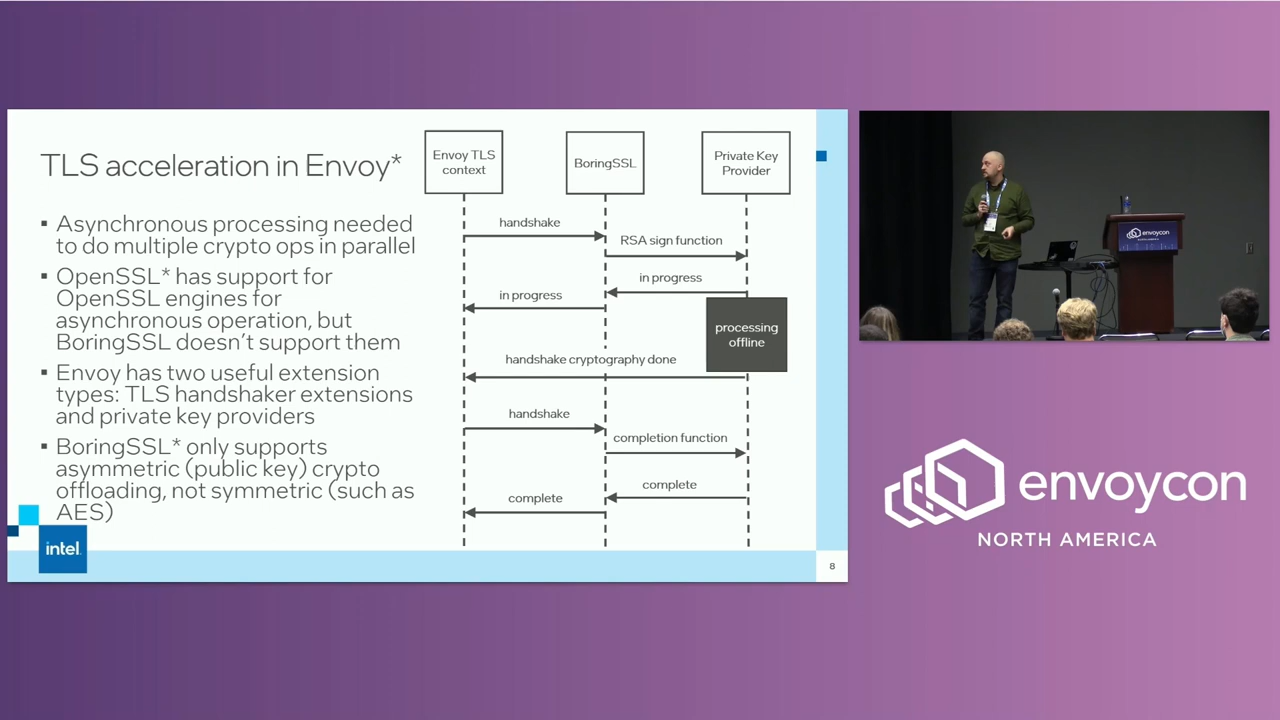 TLS acceleration in Envoy*
▪ Asynchronous processing needed
to do multiple crypto ops in parallel
▪ OpenSSL* has support for
OpenSSL engines for
asynchronous operation, but
BoringSSL doesn't support them
▪ Envoy has two useful extension
types: TLS handshaker extensions
and private key providers
▪ BoringSSL* only supports
asymmetric (public key) crypto
offloading, not symmetric (such as
AES)
Envoy TLS
context
BoringSSL
Private Key
Provider
handshake
RSA sign function
in progress
in progress
processing
offline
handshake cryptography done
handshake
completion function
complete
complete
intel.
8
envoycon
envoycon
NORTH AMERICA